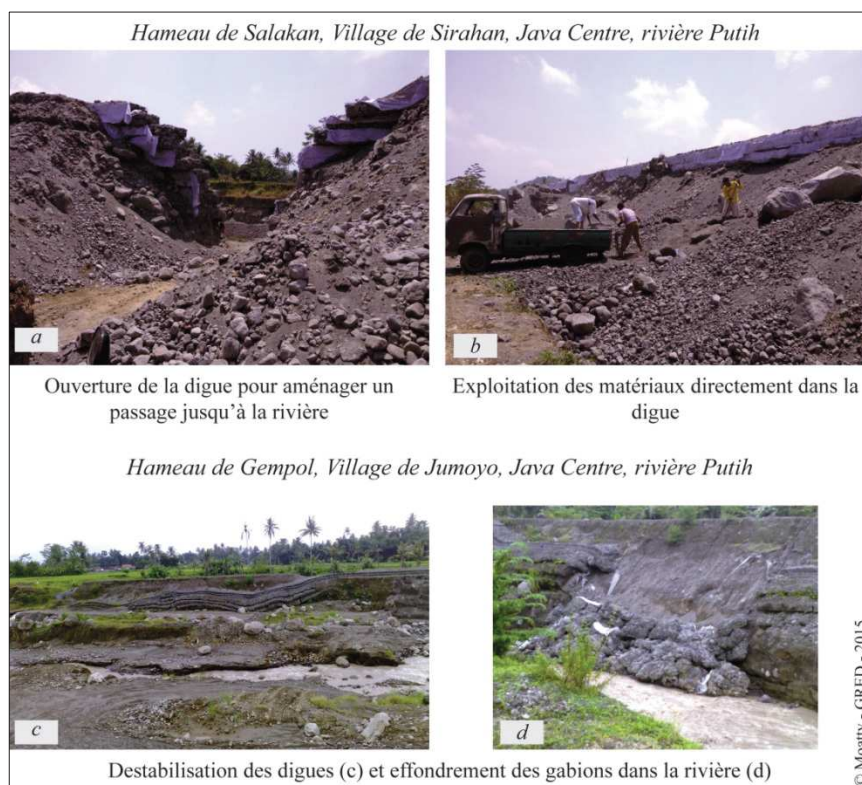 Hameau de Salakan, Village de Sirahan, Java Centre, rivière Putih
a
b
Ouverture de la digue pour aménager un
passage jusqu'à la rivière
Exploitation des matériaux directement dans la
digue
Hameau de Gempol, Village de Jumoyo, Java Centre, rivière Putih
c
d
Destabilisation des digues (c) et effondrement des gabions dans la rivière (d)
© Moatty - GRED - 2015